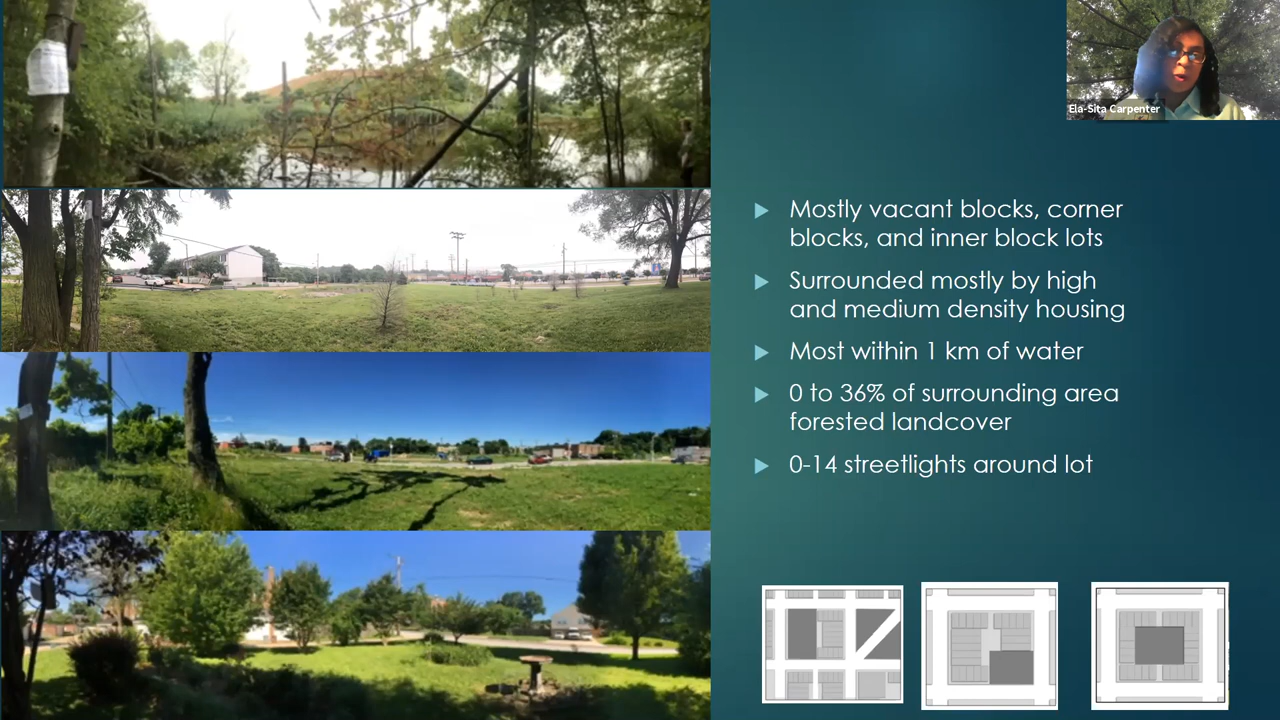 Ela-Sita Carpenter
Mostly vacant blocks, corner
blocks, and inner block lots
Surrounded mostly by high
and medium density housing
Most within 1 km of water
0 to 36% of surrounding area
forested landcover
0-14 streetlights around lot